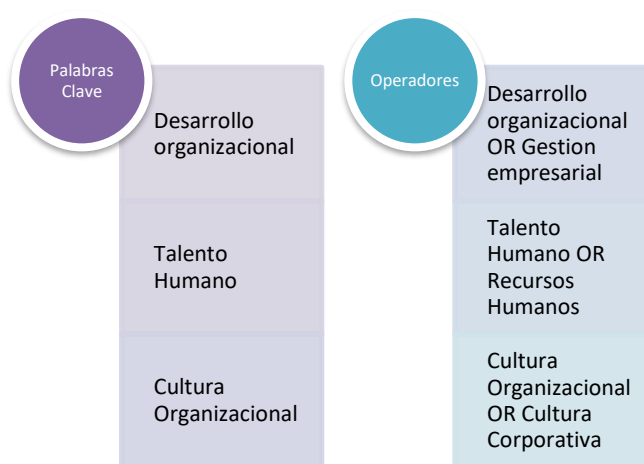 Palabras
Clave
Desarrollo
organizacional
Talento
Humano
Cultura
Organizacional
Operadores
Desarrollo
organizacional
OR Gestion
empresarial
Talento
Humano OR
Recursos
Humanos
Cultura
Organizacional
OR Cultura
Corporativa